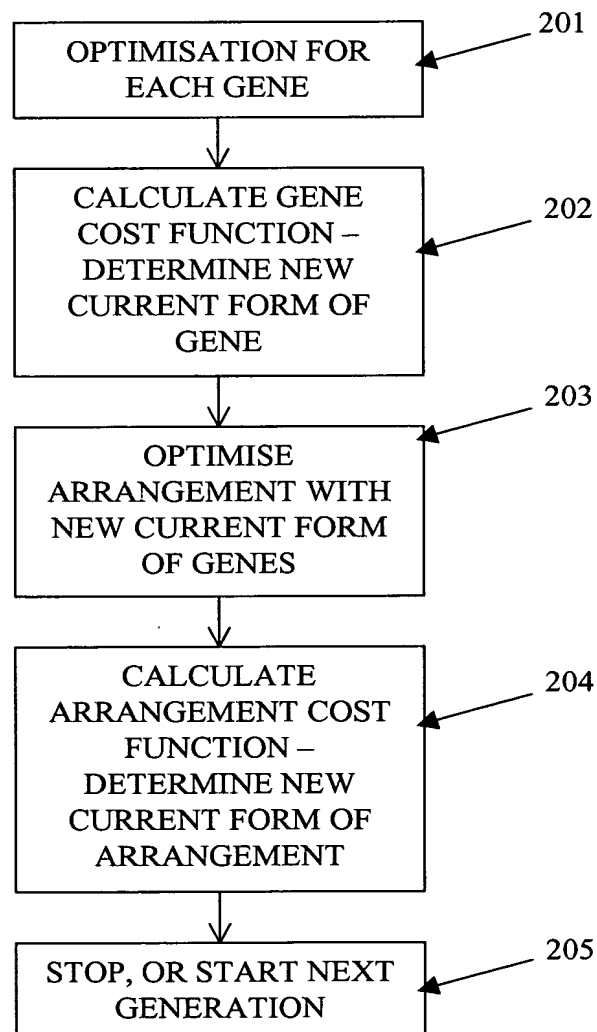 201
OPTIMISATION FOR
EACH GENE
202
CALCULATE GENE
COST FUNCTION –
DETERMINE NEW
CURRENT FORM OF
GENE
203
OPTIMISE
ARRANGEMENT WITH
NEW CURRENT FORM
OF GENES
204
CALCULATE
ARRANGEMENT COST
FUNCTION –
DETERMINE NEW
CURRENT FORM OF
ARRANGEMENT
205
STOP, OR START NEXT
GENERATION